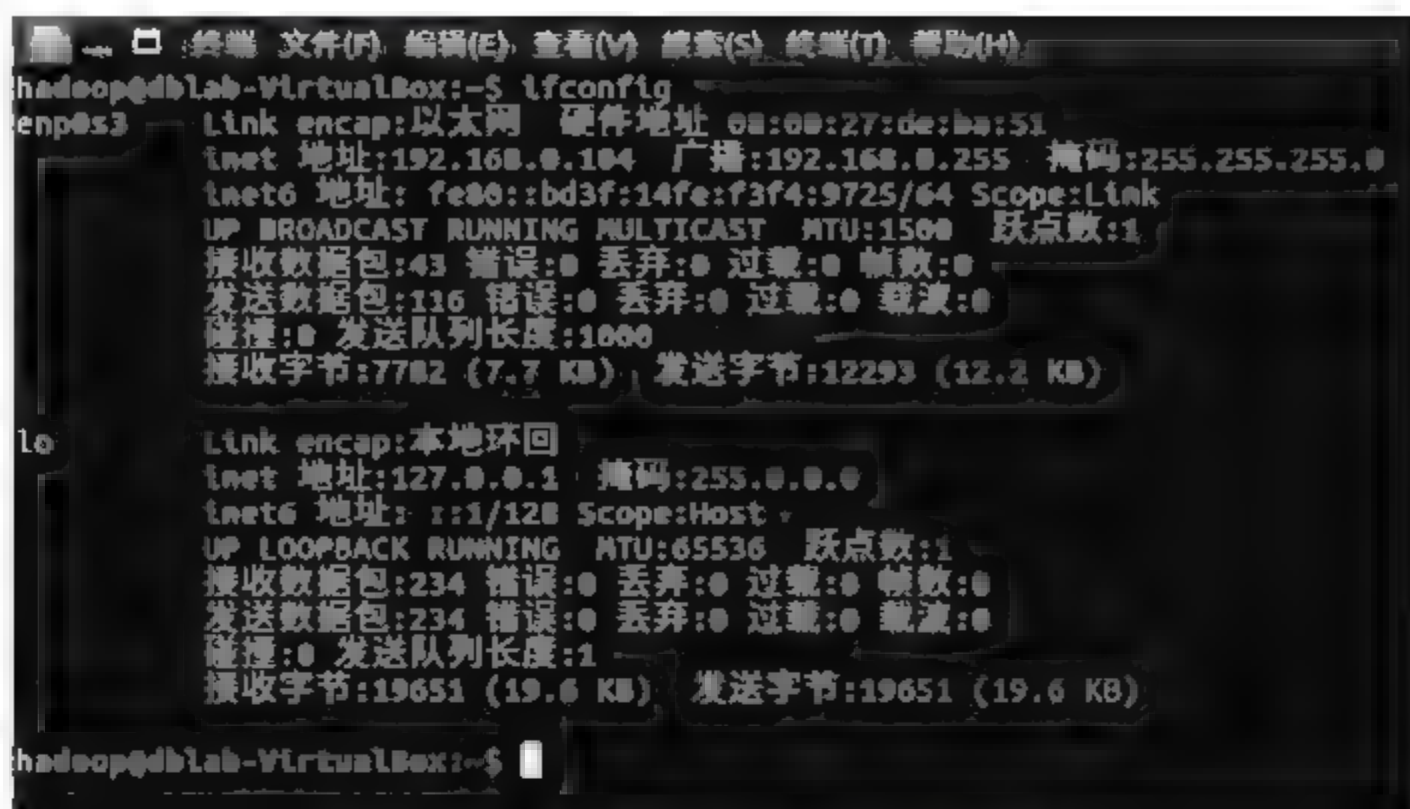 终端 文件(F) 编辑(E) 查看(V) 搜索(S) 终端(T) 帮助(H)
hadoop@dblab-VirtualBox:~$ ifconfig
enp0s3 Link encap:以太网 硬件地址 08:00:27:de:ba:51
inet 地址:192.168.0.104 广播:192.168.0.255 掩码:255.255.255.0
inet6 地址: fe80::bd3f:14fe:f3f4:9725/64 Scope:Link
UP BROADCAST RUNNING MULTICAST MTU:1500 跃点数:1
接收数据包:43 错误:0 丢弃:0 过载:0 帧数:0
发送数据包:116 错误:0 丢弃:0 过载:0 载波:0
碰撞:0 发送队列长度:1000
接收字节:7782 (7.7 KB) 发送字节:12293 (12.2 KB)
lo Link encap:本地环回
inet 地址:127.0.0.1 掩码:255.0.0.0
inet6 地址: ::1/128 Scope:Host
UP LOOPBACK RUNNING MTU:65536 跃点数:1
接收数据包:234 错误:0 丢弃:0 过载:0 帧数:0
发送数据包:234 错误:0 丢弃:0 过载:0 载波:0
碰撞:0 发送队列长度:1
接收字节:19651 (19.6 KB) 发送字节:19651 (19.6 KB)
hadoop@dblab-VirtualBox:~$